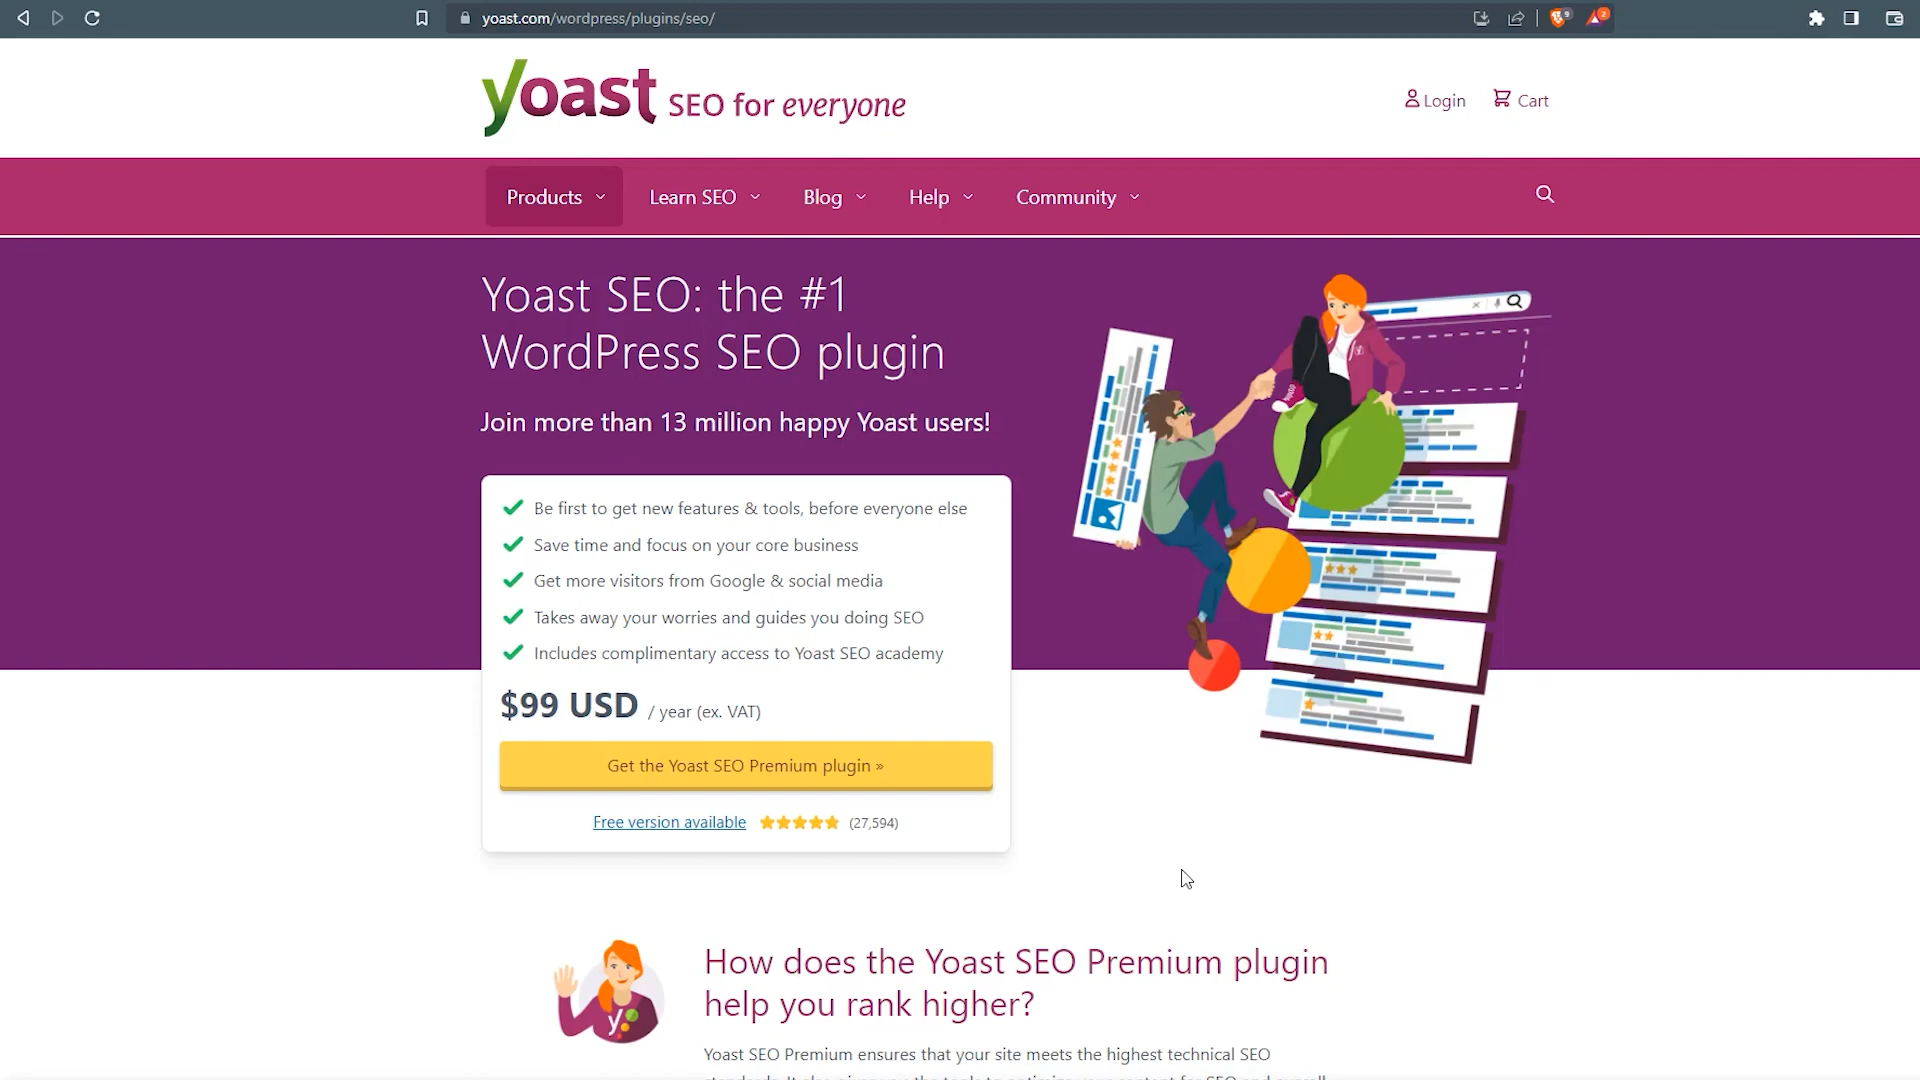 yoast.com/wordpress/plugins/seo/
9
2
yoast SEO for everyone
Login
Cart
Products
Learn SEO
Blog
Help
Community
Yoast SEO: the #1
WordPress SEO plugin
Join more than 13 million happy Yoast users!
Be first to get new features & tools, before everyone else
Save time and focus on your core business
Get more visitors from Google & social media
Takes away your worries and guides you doing SEO
Includes complimentary access to Yoast SEO academy
$99 USD / year (ex. VAT)
Get the Yoast SEO Premium plugin »
Free version available
(27,594)
How does the Yoast SEO Premium plugin
help you rank higher?
Yoast SEO Premium ensures that your site meets the highest technical SEO